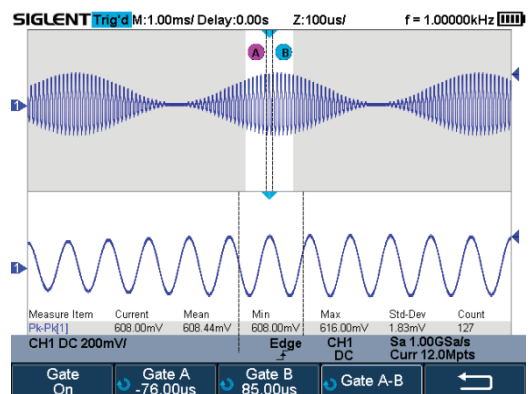 SIGLENT Trig'd M:1.00ms/ Delay:0.00s Z:100us/ f = 1.00000kHz
A B
1
1
Measure Item Current Mean Min Max Std-Dev Count
Pk-Pk[1] 608.00mV 608.44mV 608.00mV 616.00mV 1.83mV 127
CH1 DC 200mV/ Edge CH1 Sa 1.00GSa/s
DC Curr 12.0Mpts
Gate Gate A Gate B Gate A-B
On -76.00us 85.00us